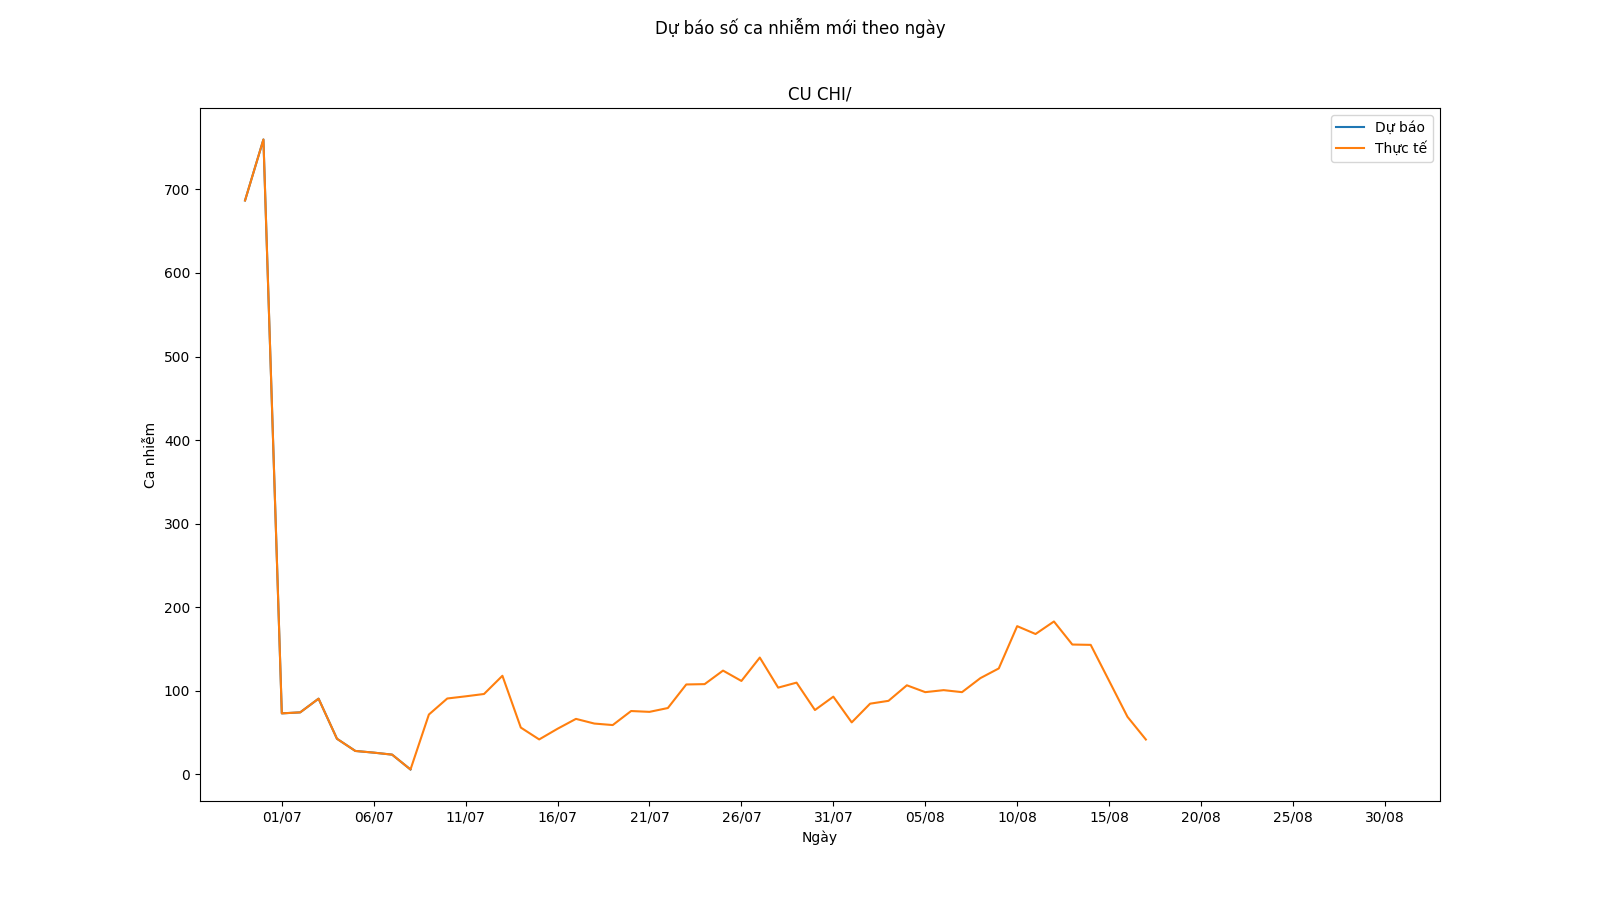 Dự báo số ca nhiễm mới theo ngày
CU CHI/
Dự báo
Thực tế
700
600
500
400
300
200
100
0
Ca nhiễm
01/07 06/07 11/07 16/07 21/07 26/07 31/07 05/08 10/08 15/08 20/08 25/08 30/08
Ngày